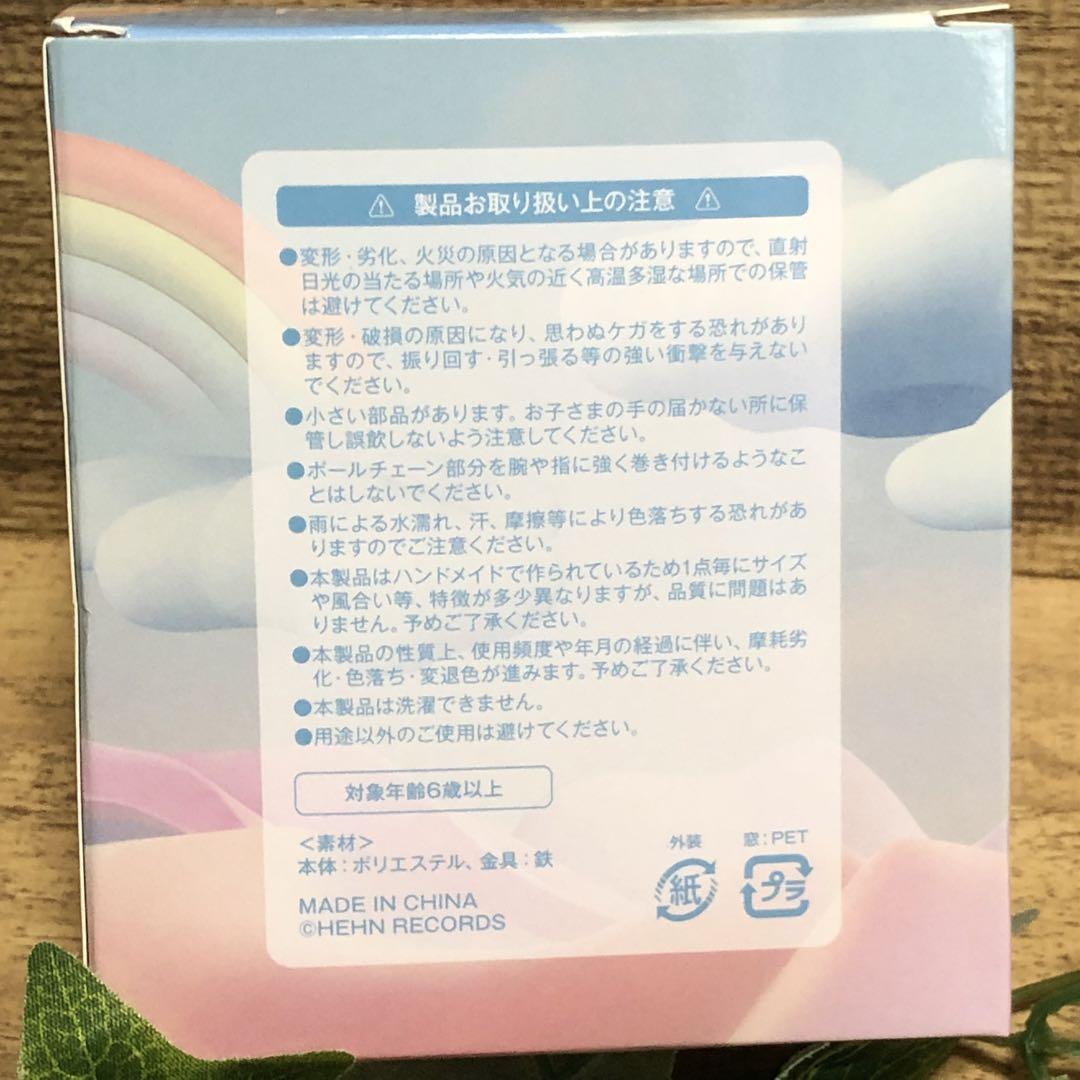 ⚠ 製品お取り扱い上の注意 ⚠
●変形・劣化、火災の原因となる場合がありますので、直射
日光の当たる場所や火気の近く高温多湿な場所での保管
は避けてください。
●変形・破損の原因になり、思わぬケガをする恐れがあり
ますので、振り回す・引っ張る等の強い衝撃を与えない
でください。
●小さい部品があります。お子さまの手の届かない所に保
管し誤飲しないよう注意してください。
●ボールチェーン部分を腕や指に強く巻き付けるようなこ
とはしないでください。
●雨による水濡れ、汗、摩擦等により色落ちする恐れがあ
りますのでご注意ください。
●本製品はハンドメイドで作られているため1点毎にサイズ
や風合い等、特徴が多少異なりますが、品質に問題はあ
りません。予めご了承ください。
●本製品の性質上、使用頻度や年月の経過に伴い、摩耗劣
化・色落ち・変退色が進みます。予めご了承ください。
●本製品は洗濯できません。
●用途以外のご使用は避けてください。
対象年齢6歳以上
＜素材＞
本体：ポリエステル、金具：鉄
MADE IN CHINA
©HEHN RECORDS
外装
紙
窓：PET
プラ